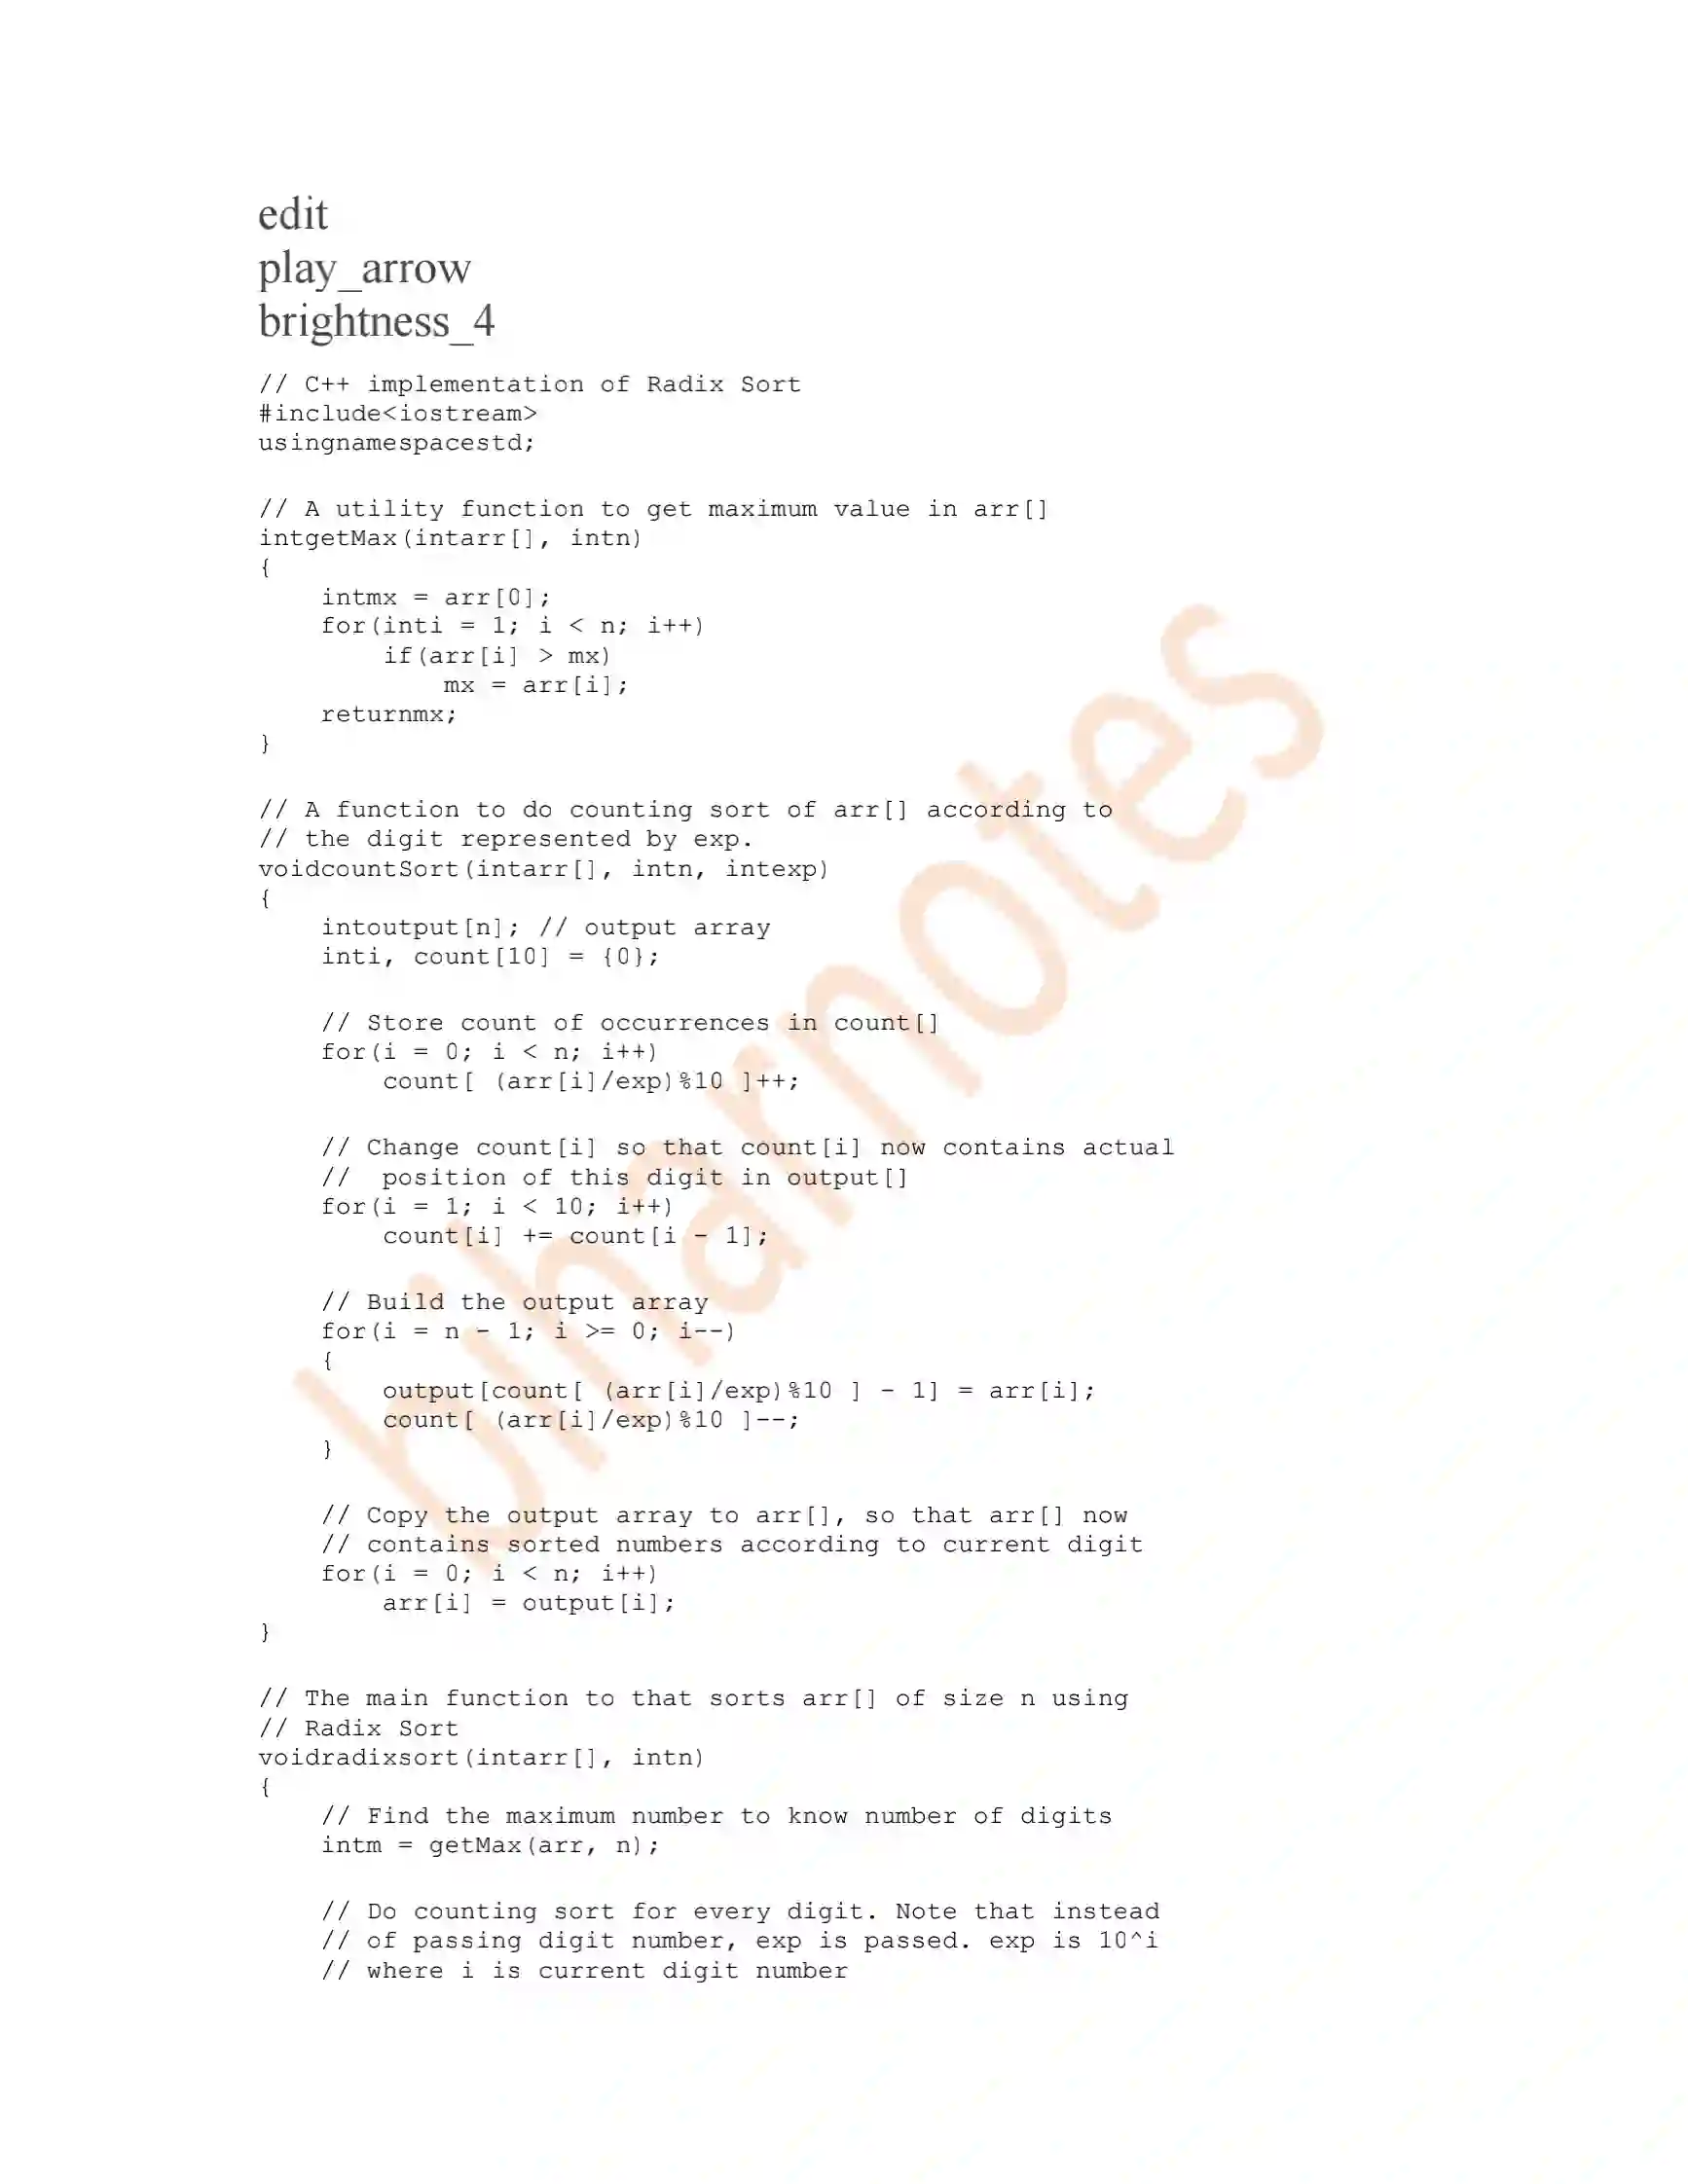 edit
play_arrow
brightness_4
// C++ implementation of Radix Sort
#include<iostream>
usingnamespacestd;
// A utility function to get maximum value in arr[]
intgetMax(intarr[], intn)
{
    intmx = arr[0];
    for(inti = 1; i < n; i++)
        if(arr[i] > mx)
            mx = arr[i];
    returnmx;
}
// A function to do counting sort of arr[] according to
// the digit represented by exp.
voidcountSort(intarr[], intn, intexp)
{
    intoutput[n]; // output array
    inti, count[10] = {0};
    // Store count of occurrences in count[]
    for(i = 0; i < n; i++)
        count[ (arr[i]/exp)%10 ]++;
    // Change count[i] so that count[i] now contains actual
    //  position of this digit in output[]
    for(i = 1; i < 10; i++)
        count[i] += count[i - 1];
    // Build the output array
    for(i = n - 1; i >= 0; i--)
    {
        output[count[ (arr[i]/exp)%10 ] - 1] = arr[i];
        count[ (arr[i]/exp)%10 ]--;
    }
    // Copy the output array to arr[], so that arr[] now
    // contains sorted numbers according to current digit
    for(i = 0; i < n; i++)
        arr[i] = output[i];
}
// The main function to that sorts arr[] of size n using
// Radix Sort
voidradixsort(intarr[], intn)
{
    // Find the maximum number to know number of digits
    intm = getMax(arr, n);
    // Do counting sort for every digit. Note that instead
    // of passing digit number, exp is passed. exp is 10^i
    // where i is current digit number
biharnotes